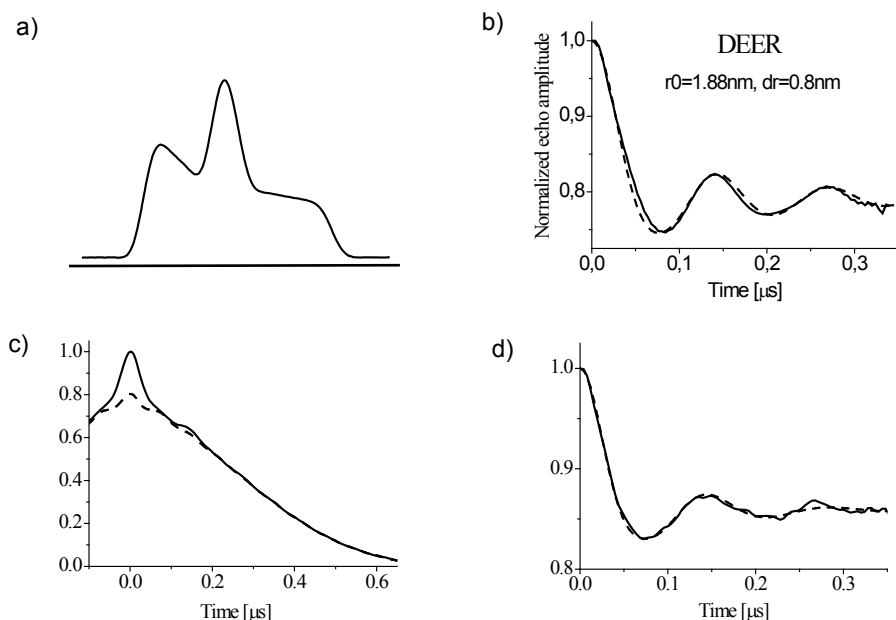 a)
b)
DEER
r0=1.88nm, dr=0.8nm
Normalized echo amplitude
1,0
0,9
0,8
0,0 0,1 0,2 0,3
Time [μs]
c)
1.0
0.8
0.6
0.4
0.2
0.0
0.0 0.2 0.4 0.6
Time [μs]
d)
1.0
0,9
0,8
0.0 0.1 0.2 0.3
Time [μs]